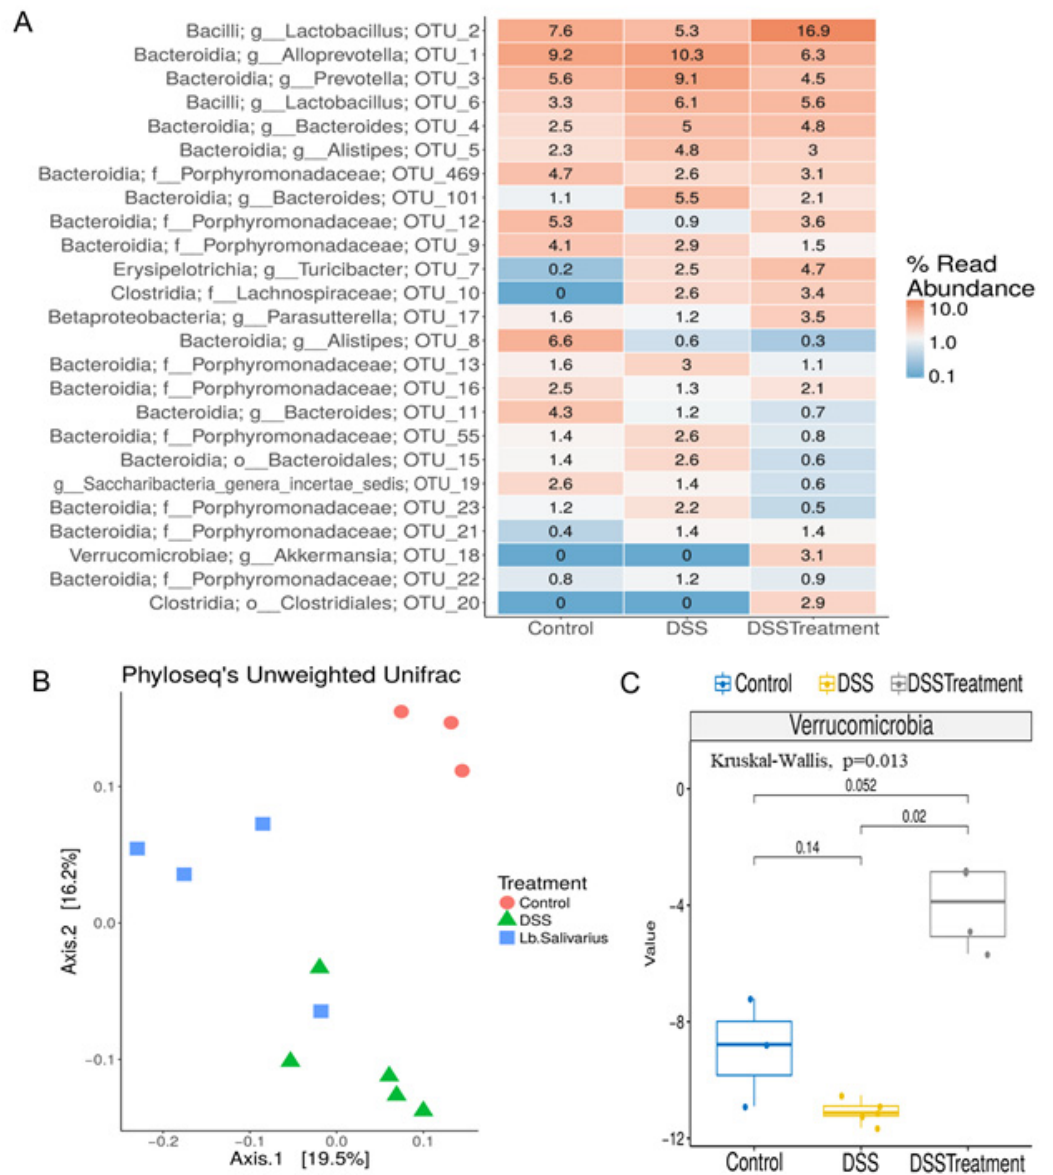 A
Bacilli; g__Lactobacillus; OTU_2 7.6 5.3 16.9
Bacteroidia; g__Alloprevotella; OTU_1 9.2 10.3 6.3
Bacteroidia; g__Prevotella; OTU_3 5.6 9.1 4.5
Bacilli; g__Lactobacillus; OTU_6 3.3 6.1 5.6
Bacteroidia; g__Bacteroides; OTU_4 2.5 5 4.8
Bacteroidia; g__Alistipes; OTU_5 2.3 4.8 3
Bacteroidia; f__Porphyromonadaceae; OTU_469 4.7 2.6 3.1
Bacteroidia; g__Bacteroides; OTU_101 1.1 5.5 2.1
Bacteroidia; f__Porphyromonadaceae; OTU_12 5.3 0.9 3.6
Bacteroidia; f__Porphyromonadaceae; OTU_9 4.1 2.9 1.5
Erysipelotrichia; g__Turicibacter; OTU_7 0.2 2.5 4.7
Clostridia; f__Lachnospiraceae; OTU_10 0 2.6 3.4
Betaproteobacteria; g__Parasutterella; OTU_17 1.6 1.2 3.5
Bacteroidia; g__Alistipes; OTU_8 6.6 0.6 0.3
Bacteroidia; f__Porphyromonadaceae; OTU_13 1.6 3 1.1
Bacteroidia; f__Porphyromonadaceae; OTU_16 2.5 1.3 2.1
Bacteroidia; g__Bacteroides; OTU_11 4.3 1.2 0.7
Bacteroidia; f__Porphyromonadaceae; OTU_55 1.4 2.6 0.8
Bacteroidia; o__Bacteroidales; OTU_15 1.4 2.6 0.6
g__Saccharibacteria_genera_incertae_sedis; OTU_19 2.6 1.4 0.6
Bacteroidia; f__Porphyromonadaceae; OTU_23 1.2 2.2 0.5
Bacteroidia; f__Porphyromonadaceae; OTU_21 0.4 1.4 1.4
Verrucomicrobiae; g__Akkermansia; OTU_18 0 0 3.1
Bacteroidia; f__Porphyromonadaceae; OTU_22 0.8 1.2 0.9
Clostridia; o__Clostridiales; OTU_20 0 0 2.9
Control DSS DSSTreatment
% Read
Abundance
10.0
1.0
0.1
B
Phyloseq's Unweighted Unifrac
Axis.2 [16.2%]
0.1
0.0
−0.1
−0.2 −0.1 0.0 0.1
Axis.1 [19.5%]
Treatment
Control
DSS
Lb.Salivarius
C
Control DSS DSSTreatment
Verrucomicrobia
Kruskal-Wallis, p=0.013
0.052
0.02
0.14
Value
0
−4
−8
−12
Control DSS DSSTreatment